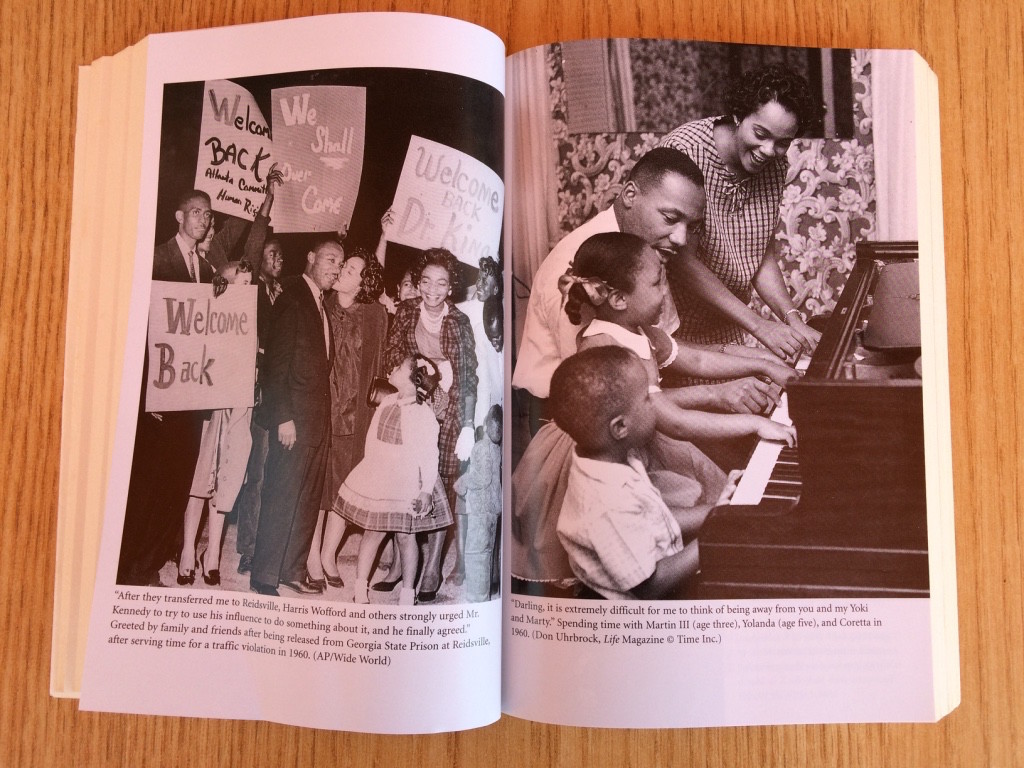 Welcome
BACK
Atlanta Committ
Human Rig
We
Shall
Over
Come
Welcome
BACK
Dr. King
Welcome
Back
"After they transferred me to Reidsville, Harris Wofford and others strongly urged Mr.
Kennedy to try to use his influence to do something about it, and he finally agreed."
Greeted by family and friends after being released from Georgia State Prison at Reidsville,
after serving time for a traffic violation in 1960. (AP/Wide World)
"Darling, it is extremely difficult for me to think of being away from you and my Yoki
and Marty." Spending time with Martin III (age three), Yolanda (age five), and Coretta in
1960. (Don Uhrbrock, Life Magazine © Time Inc.)